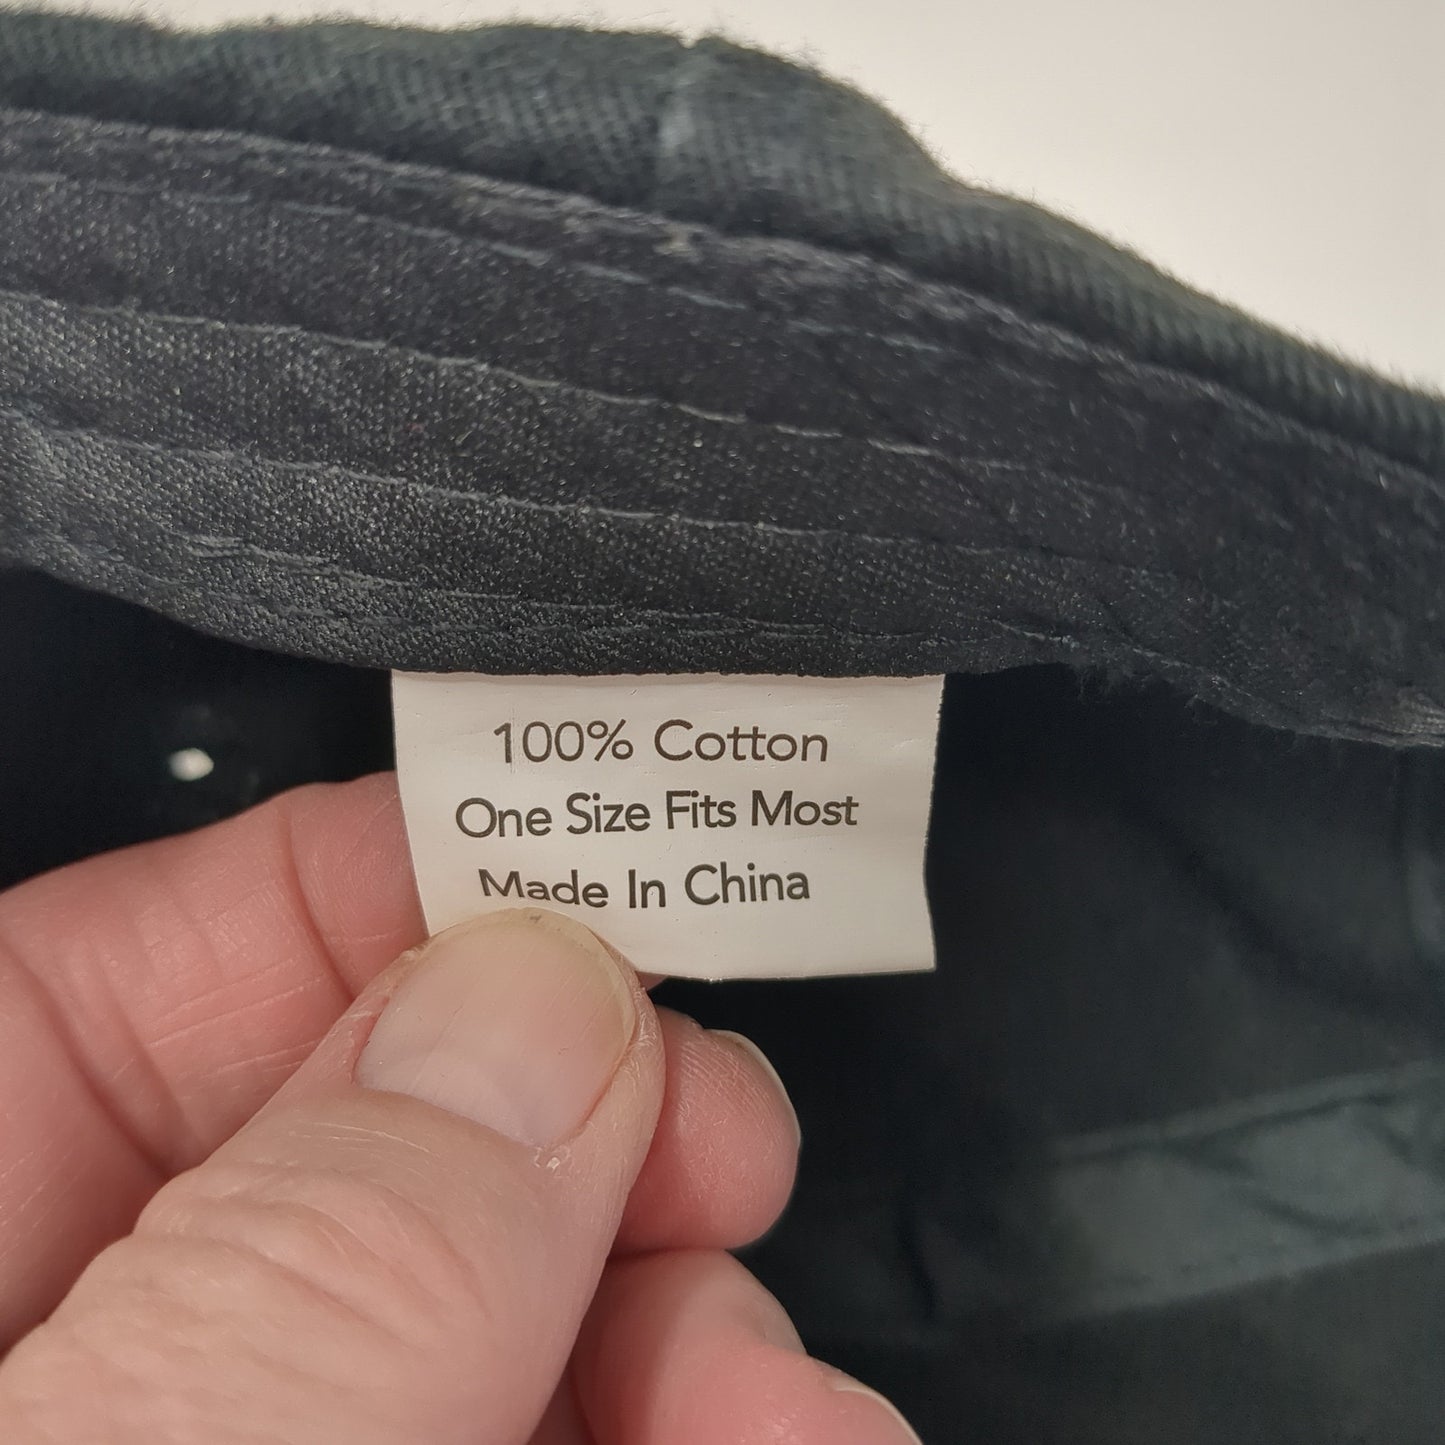 100% Cotton
One Size Fits Most
Made In China